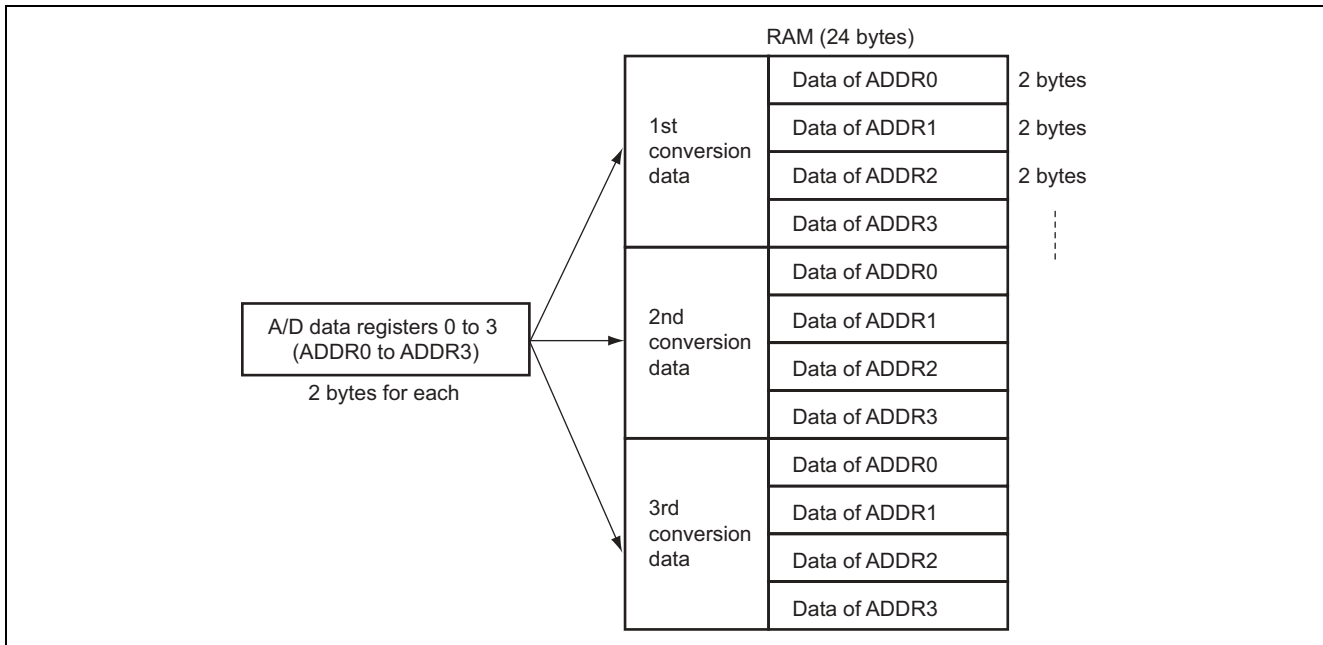 RAM (24 bytes)
Data of ADDR0
2 bytes
1st
conversion
data
Data of ADDR1
2 bytes
Data of ADDR2
2 bytes
Data of ADDR3
A/D data registers 0 to 3
(ADDR0 to ADDR3)
2 bytes for each
2nd
conversion
data
Data of ADDR0
Data of ADDR1
Data of ADDR2
Data of ADDR3
3rd
conversion
data
Data of ADDR0
Data of ADDR1
Data of ADDR2
Data of ADDR3